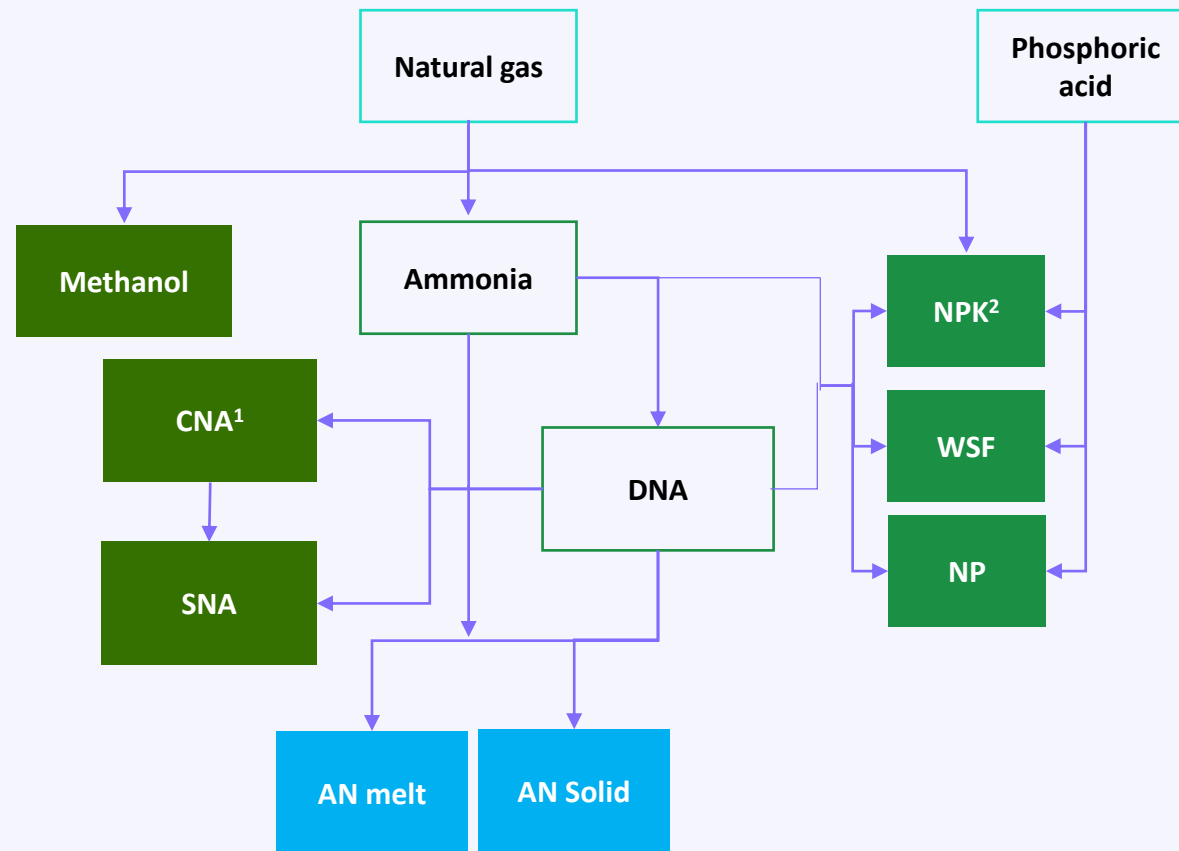 Natural gas
Phosphoric
acid
Methanol
Ammonia
NPK²
CNA¹
WSF
DNA
NP
SNA
AN melt
AN Solid